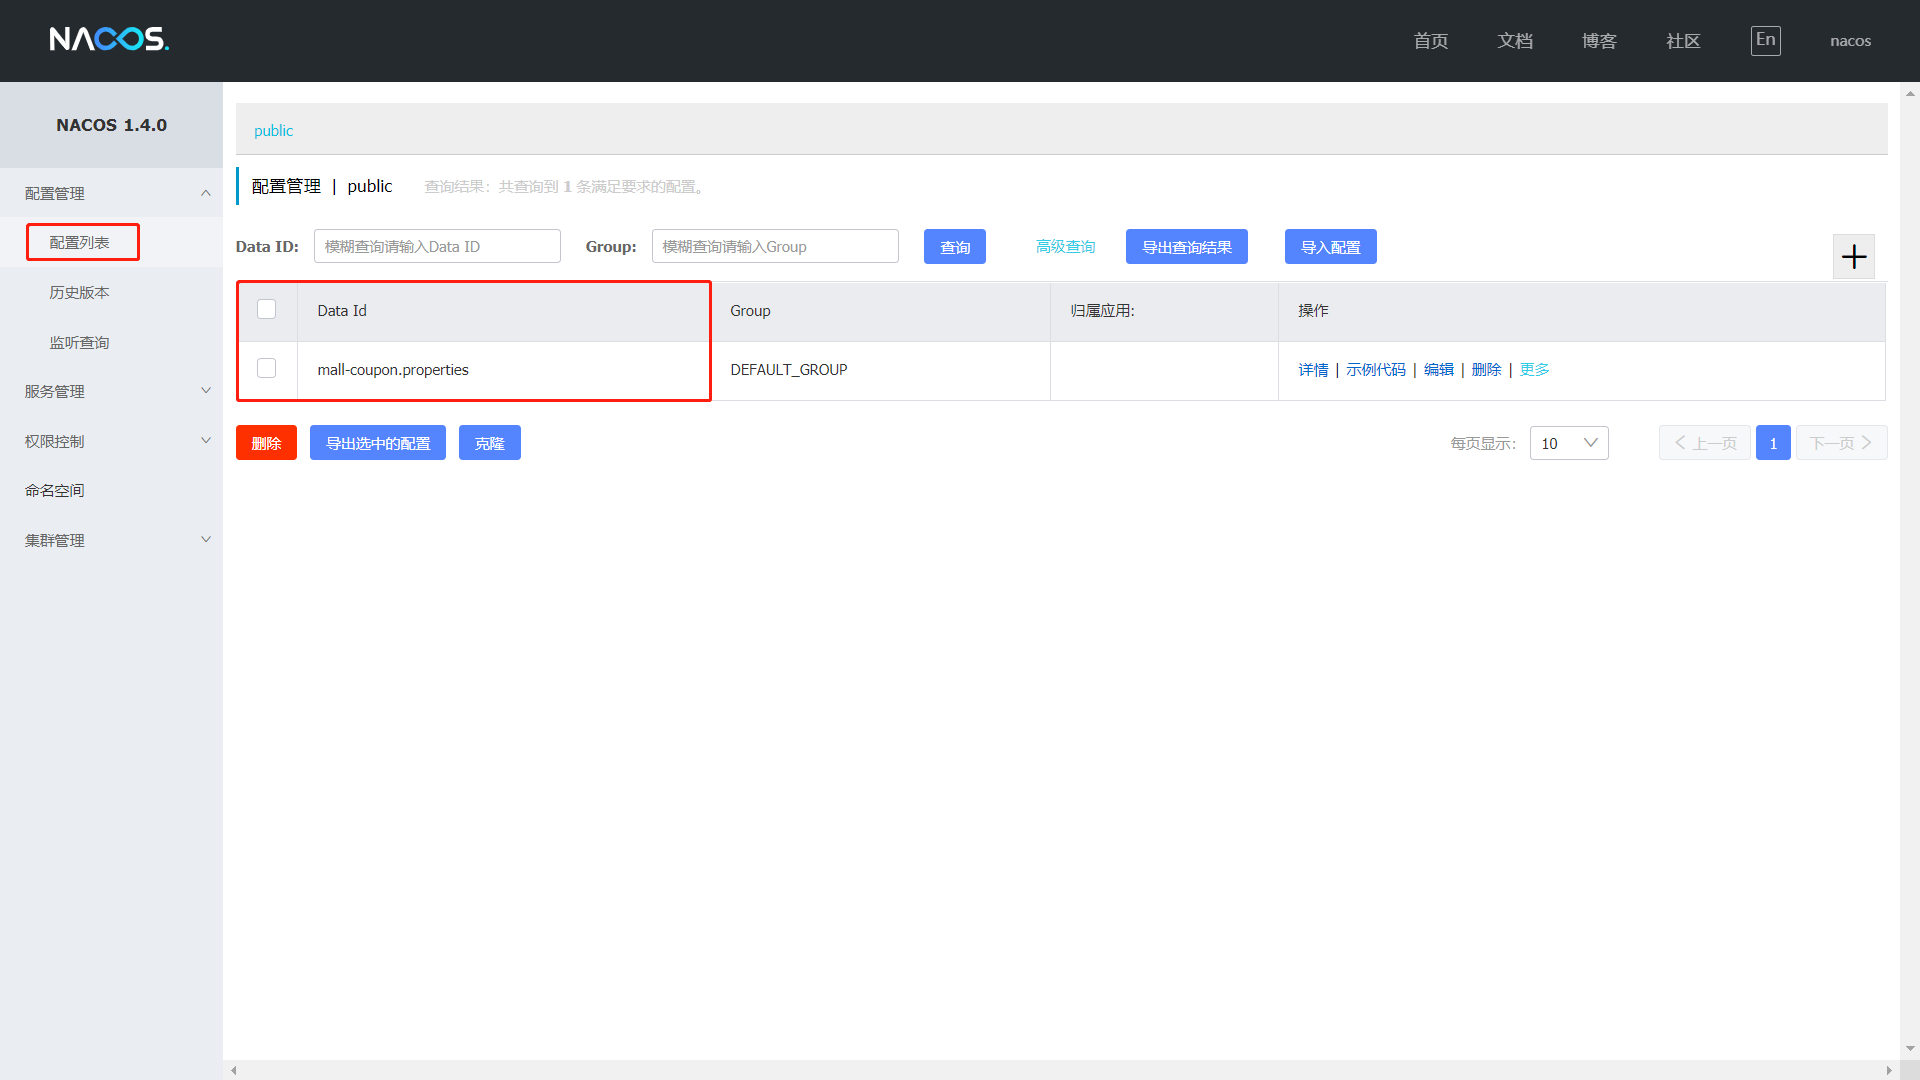 NACOS.
首页 文档 博客 社区 En nacos
NACOS 1.4.0
配置管理
配置列表
历史版本
监听查询
服务管理
权限控制
命名空间
集群管理
public
配置管理 | public 查询结果：共查询到 1 条满足要求的配置。
Data ID: 模糊查询请输入Data ID Group: 模糊查询请输入Group 查询 高级查询 导出查询结果 导入配置
Data Id Group 归属应用: 操作
mall-coupon.properties DEFAULT_GROUP 详情 | 示例代码 | 编辑 | 删除 | 更多
删除 导出选中的配置 克隆 每页显示: 10 上一页 1 下一页